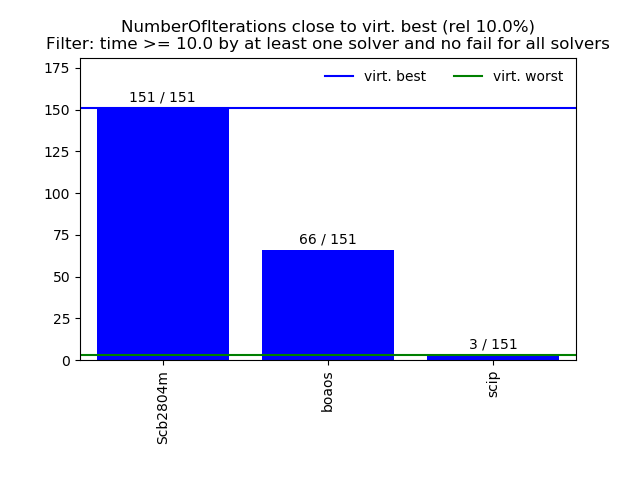 NumberOfIterations close to virt. best (rel 10.0%)
Filter: time >= 10.0 by at least one solver and no fail for all solvers
175
150
125
100
75
50
25
0
virt. best
virt. worst
151 / 151
66 / 151
3 / 151
Scb2804m
boaos
scip